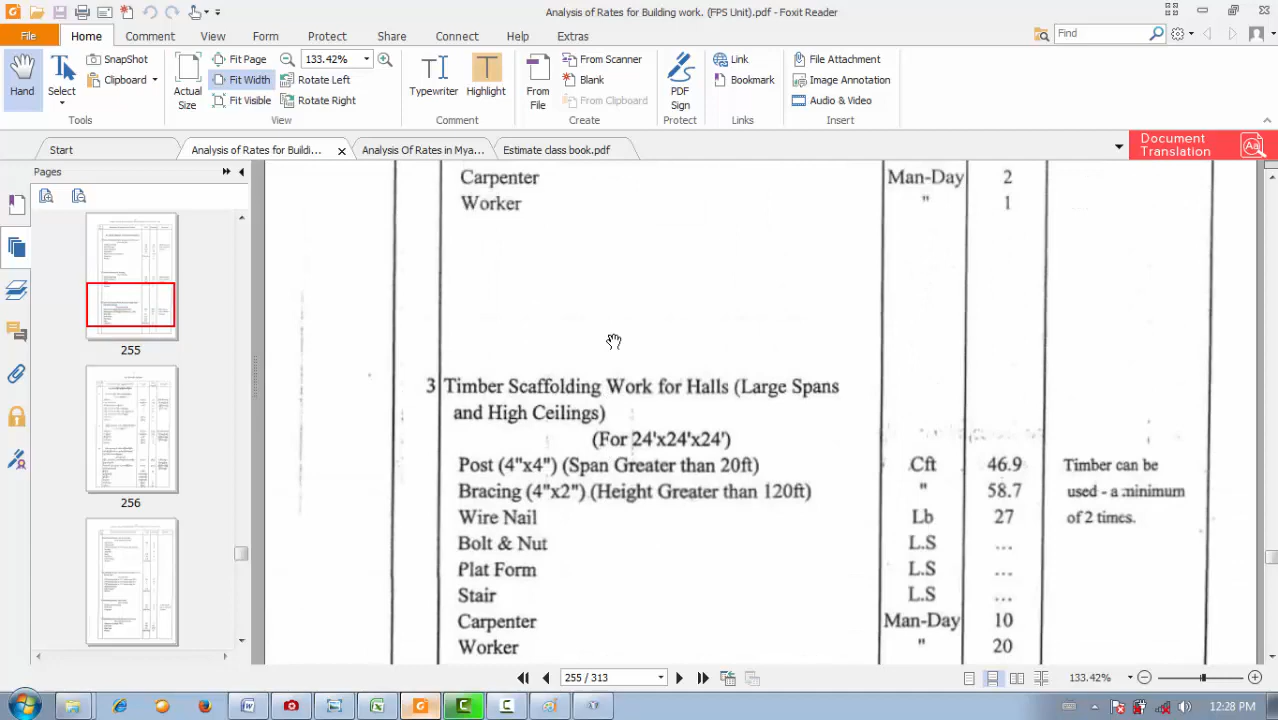 Analysis of Rates for Building work. (FPS Unit).pdf - Foxit Reader
File Home Comment View Form Protect Share Connect Help Extras
Find
Hand
Select
SnapShot
Clipboard
Tools
Actual Size
Fit Page
Fit Width
Fit Visible
133.42%
Rotate Left
Rotate Right
View
Typewriter
Highlight
Comment
From File
From Scanner
Blank
From Clipboard
Create
PDF Sign
Protect
Link
Bookmark
Links
File Attachment
Image Annotation
Audio & Video
Insert
Start
Analysis of Rates for Buildi...
Analysis Of Rates in Mya...
Estimate cross book.pdf
Document Translation
Pages
255
256
Carpenter Man-Day 2
Worker " 1
3 Timber Scaffolding Work for Halls (Large Spans
and High Ceilings)
(For 24'x24'x24')
Post (4"x4") (Span Greater than 20ft) Cft 46.9 Timber can be
Bracing (4"x2") (Height Greater than 120ft) " 58.7 used - a minimum
Wire Nail Lb 27 of 2 times.
Bolt & Nut L.S ...
Plat Form L.S ...
Stair L.S ...
Carpenter Man-Day 10
Worker " 20
255 / 313
133.42%
12:28 PM